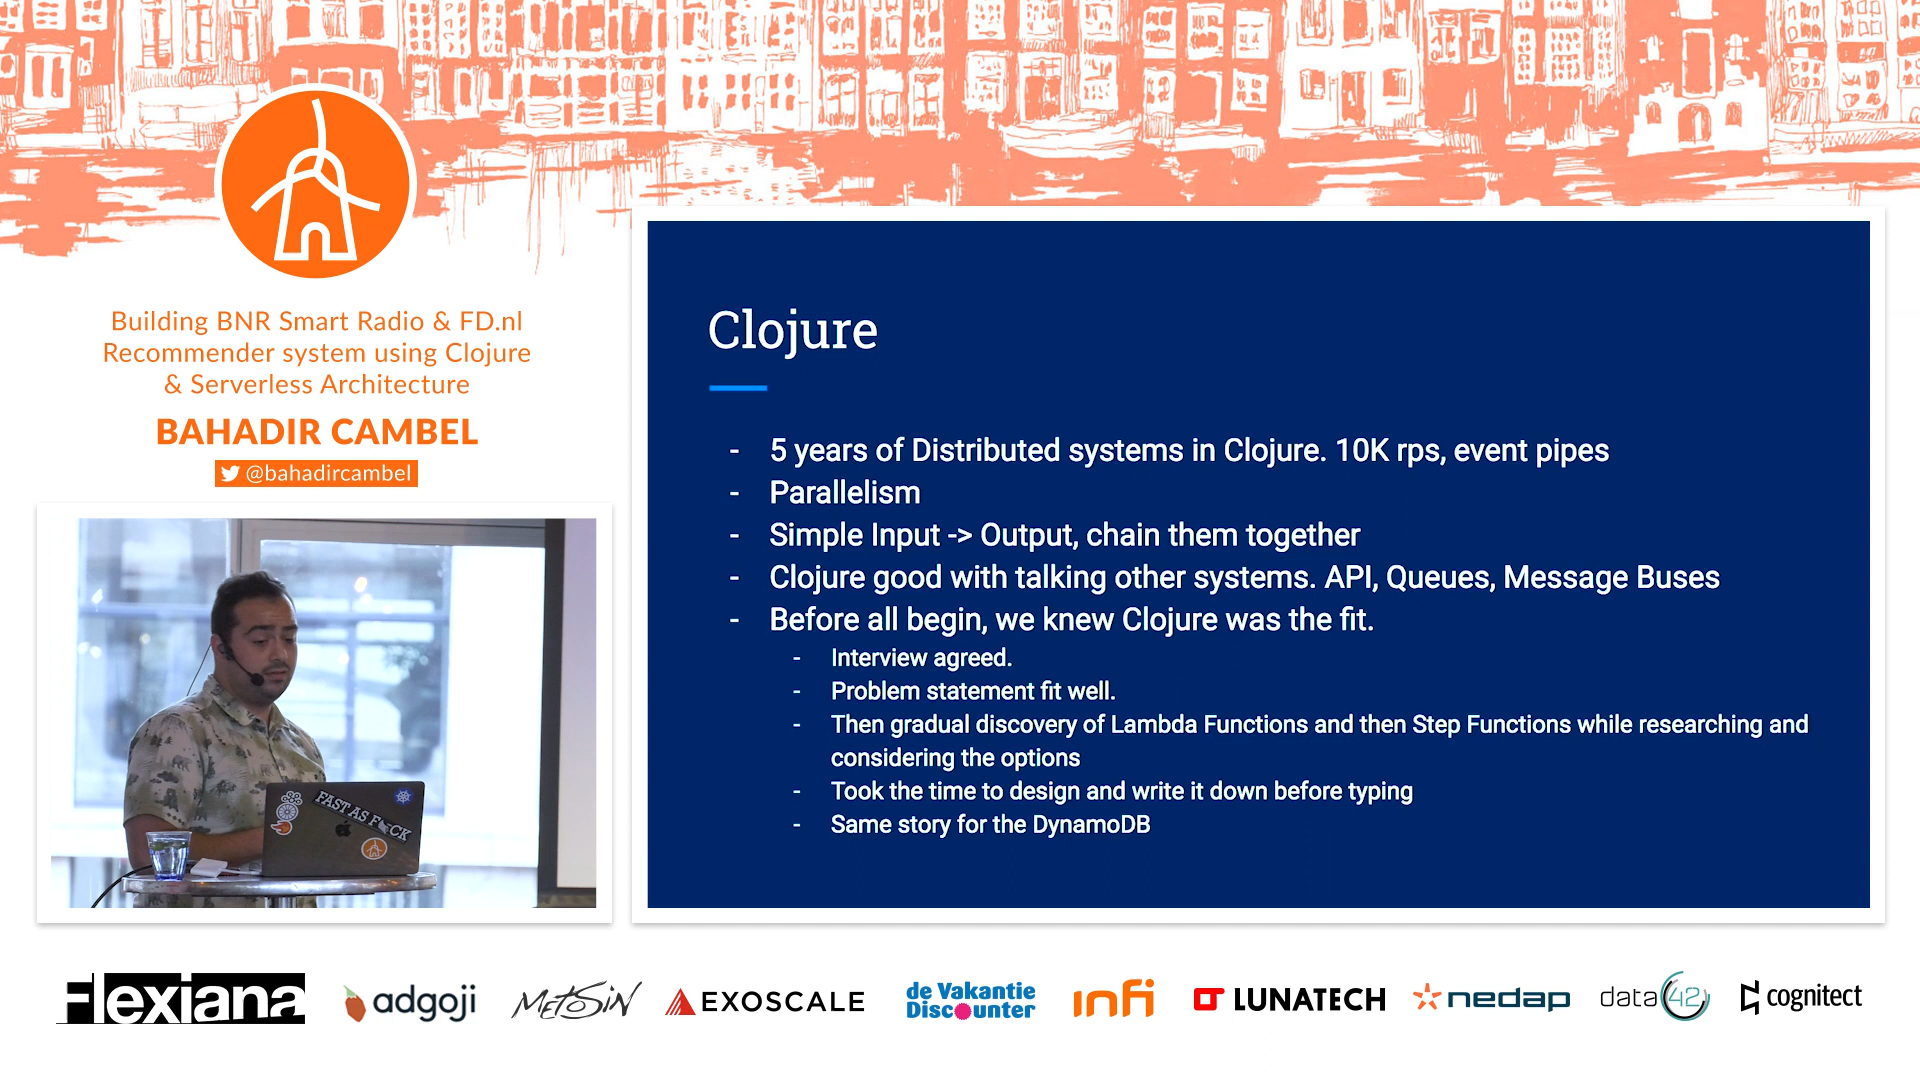 Building BNR Smart Radio & FD.nl
Recommender system using Clojure
& Serverless Architecture
BAHADIR CAMBEL
@bahadircambel
FAST AS F CK
Clojure
- 5 years of Distributed systems in Clojure. 10K rps, event pipes
- Parallelism
- Simple Input -> Output, chain them together
- Clojure good with talking other systems. API, Queues, Message Buses
- Before all begin, we knew Clojure was the fit.
- Interview agreed.
- Problem statement fit well.
- Then gradual discovery of Lambda Functions and then Step Functions while researching and
considering the options
- Took the time to design and write it down before typing
- Same story for the DynamoDB
Flexiana
adgoji
METOSIN
EXOSCALE
de Vakantie
Discounter
infi
LUNATECH
nedap
data 42
cognitect